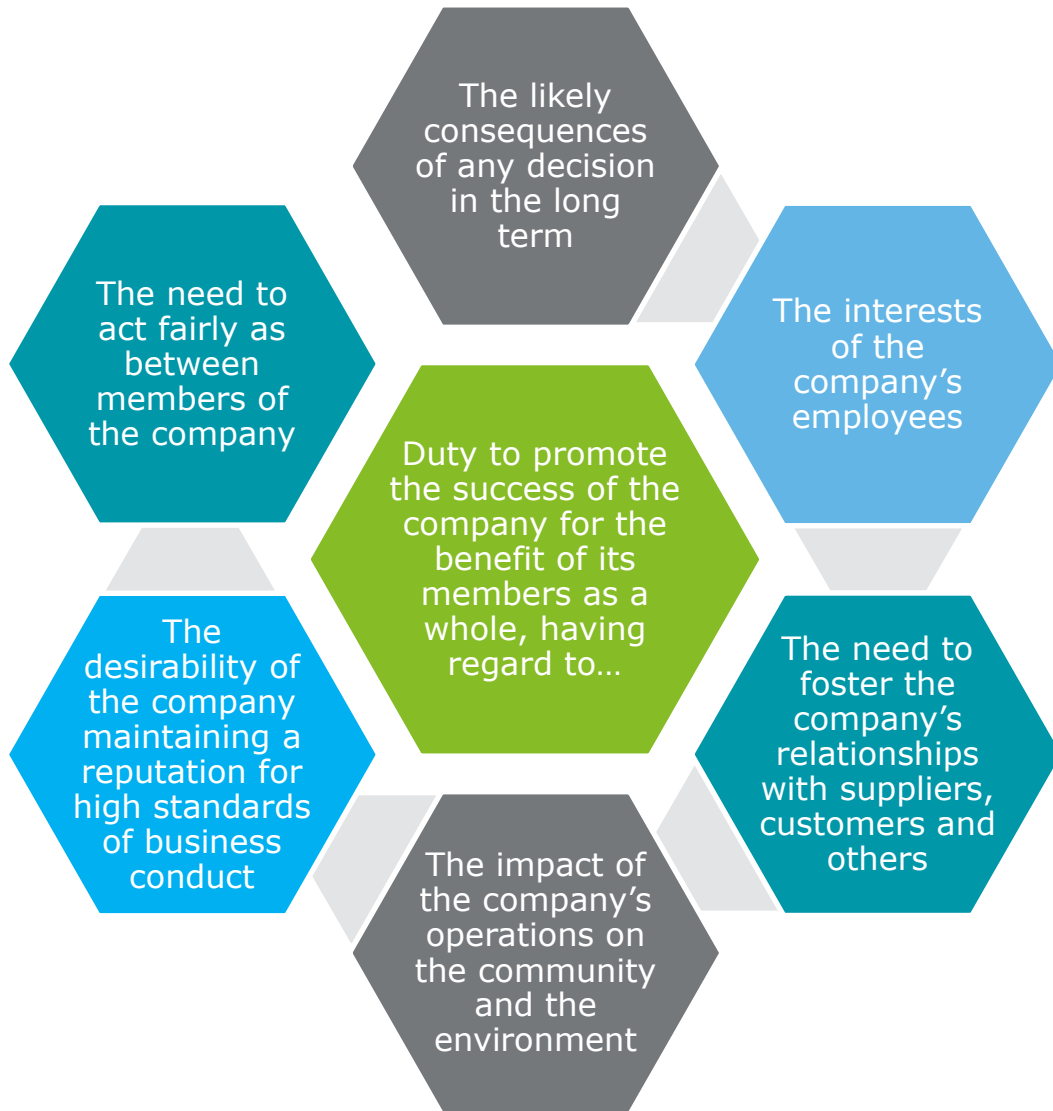 The likely
consequences
of any decision
in the long
term
The interests
of the
company’s
employees
The need to
foster the
company’s
relationships
with suppliers,
customers and
others
The impact of
the company’s
operations on
the community
and the
environment
The
desirability of
the company
maintaining a
reputation for
high standards
of business
conduct
The need to
act fairly as
between
members of
the company
Duty to promote
the success of the
company for the
benefit of its
members as a
whole, having
regard to…